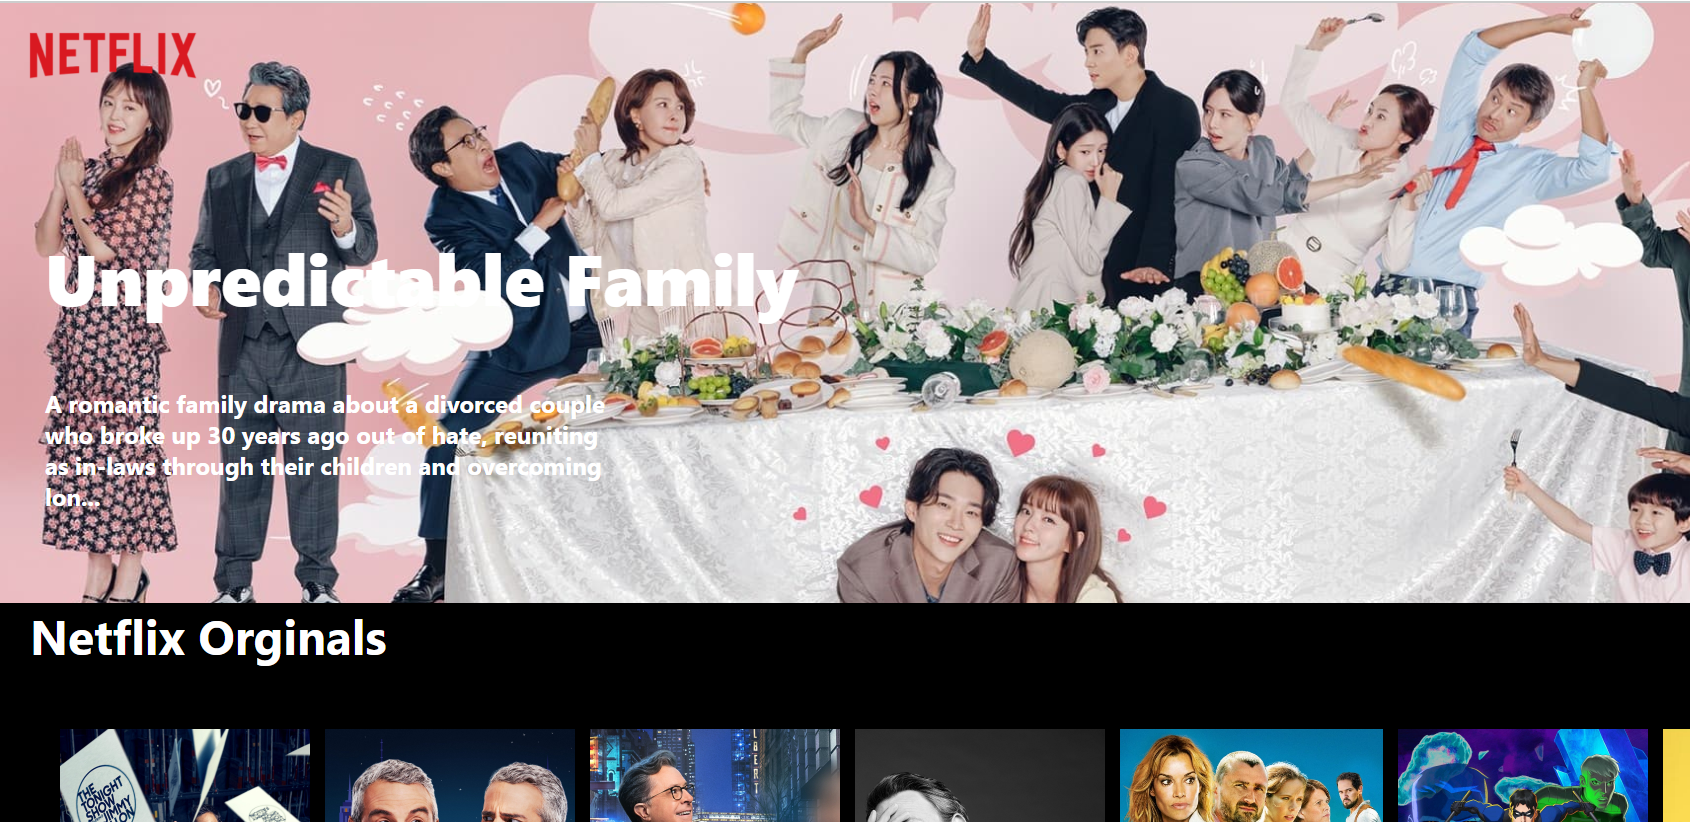 NETFLIX
Unpredictable Family
A romantic family drama about a divorced couple
who broke up 30 years ago out of hate, reuniting
as in-laws through their children and overcoming
lon...
Netflix Orginals
THE
TONIGHT
SHOW
JIMMY